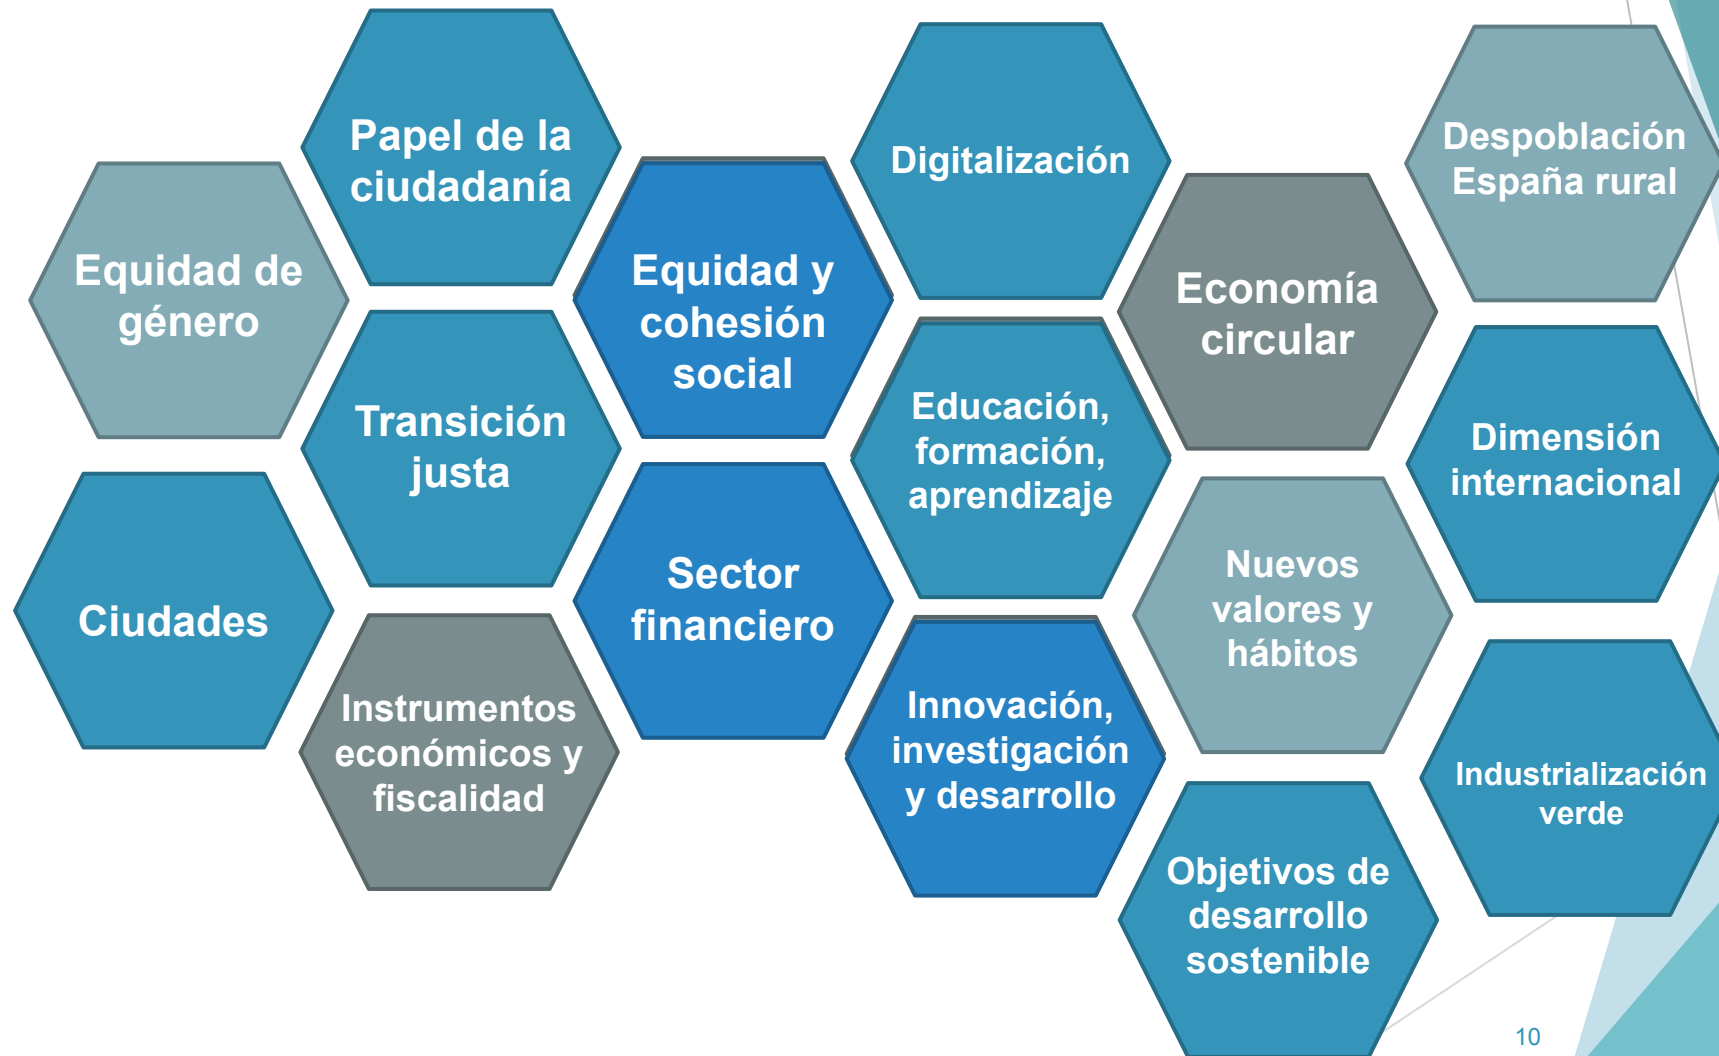 Papel de la
ciudadanía
Digitalización
Despoblación
España rural
Equidad de
género
Equidad y
cohesión
social
Economía
circular
Transición
justa
Educación,
formación,
aprendizaje
Dimensión
internacional
Ciudades
Sector
financiero
Nuevos
valores y
hábitos
Instrumentos
económicos y
fiscalidad
Innovación,
investigación
y desarrollo
Industrialización
verde
Objetivos de
desarrollo
sostenible
10